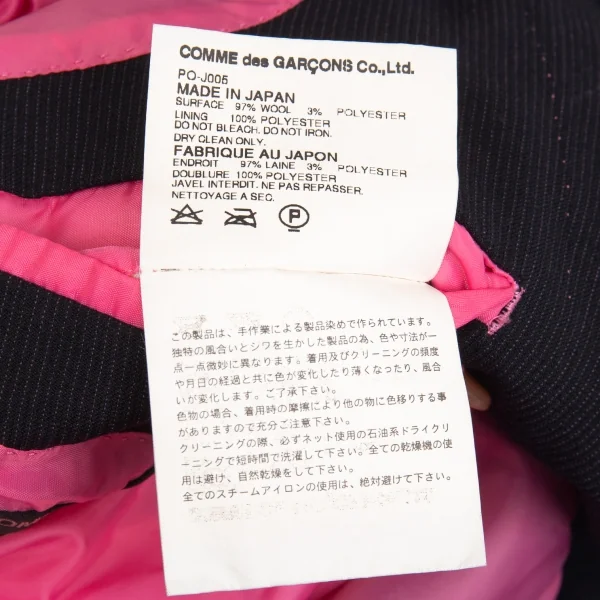 COMME des GARÇONS Co.,Ltd.
PO-J005
MADE IN JAPAN
SURFACE 97% WOOL 3% POLYESTER
LINING 100% POLYESTER
DO NOT BLEACH. DO NOT IRON.
DRY CLEAN ONLY.
FABRIQUE AU JAPON
ENDROIT 97% LAINE 3% POLYESTER
DOUBLURE 100% POLYESTER
JAVEL INTERDIT. NE PAS REPASSER.
NETTOYAGE A SEC.
P
この製品は、手作業による製品染めで作られています。
独特の風合いとシワを生かした製品の為、色や寸法が一
点一点微妙に異なります。着用及びクリーニングの頻度
や月日の経過と共に色が変化したり薄くなったり、風合
いが変化します。ご了承下さい。
色物の場合、着用時の摩擦により他の物に色移りする事
がありますので充分ご注意下さい。
クリーニングの際、必ずネット使用の石油系ドライクリ
ーニングで短時間で洗濯して下さい。全ての乾燥機の使
用は避け、自然乾燥をして下さい。
全てのスチームアイロンの使用は、絶対避けて下さい。
OM